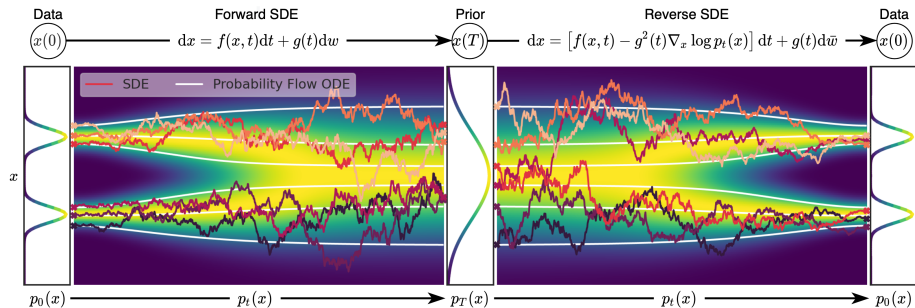 Data Forward SDE Prior Reverse SDE Data
x(0) dx = f(x, t)dt + g(t)dw x(T) dx = [f(x, t) − g²(t)∇ₓ log pₜ(x)] dt + g(t)dw̄ x(0)
SDE Probability Flow ODE
x
p₀(x) pₜ(x) p_T(x) pₜ(x) p₀(x)